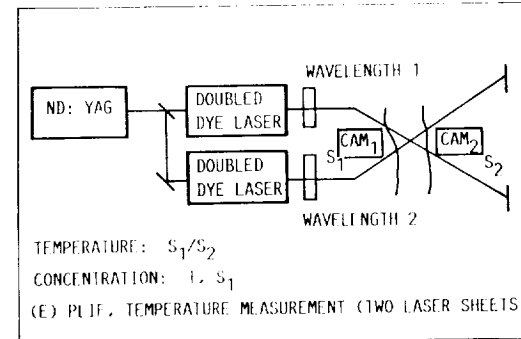 WAVELENGTH 1
ND: YAG
DOUBLED
DYE LASER
CAM1
S1
CAM2
S2
DOUBLED
DYE LASER
WAVELENGTH 2
TEMPERATURE: S1/S2
CONCENTRATION: T, S1
(E) PLIF, TEMPERATURE MEASUREMENT (TWO LASER SHEETS